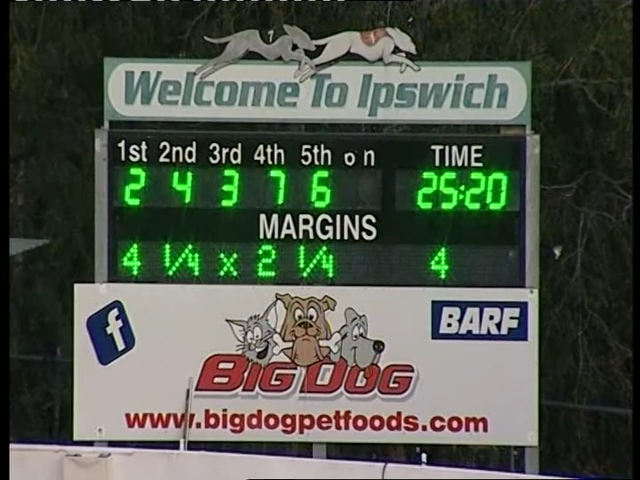 Welcome To Ipswich
1st 2nd 3rd 4th 5th on TIME
2 4 3 7 6 25:20
MARGINS
4 1/4 x 2 1/4 4
f BARF
BIG DOG
www.bigdogpetfoods.com